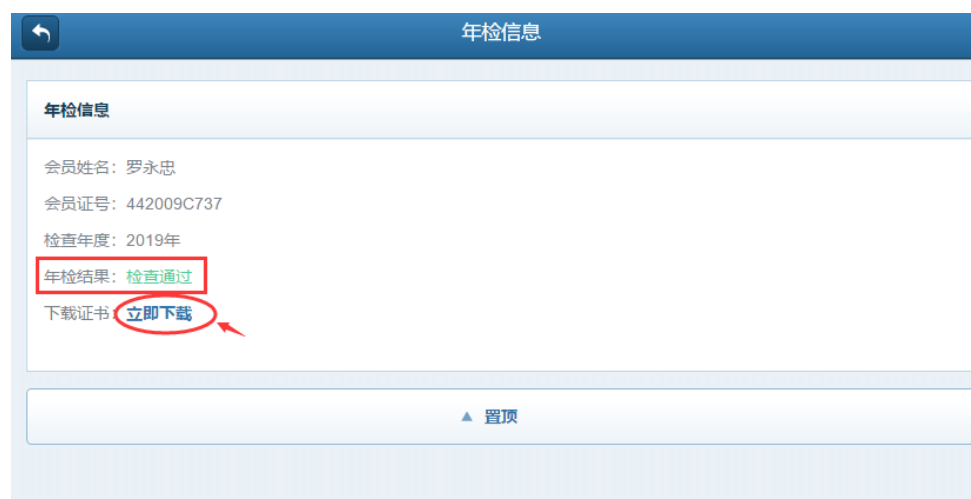 年检信息
年检信息
会员姓名：罗永忠
会员证号：442009C737
检查年度：2019年
年检结果：检查通过
下载证书：立即下载
▲ 置顶